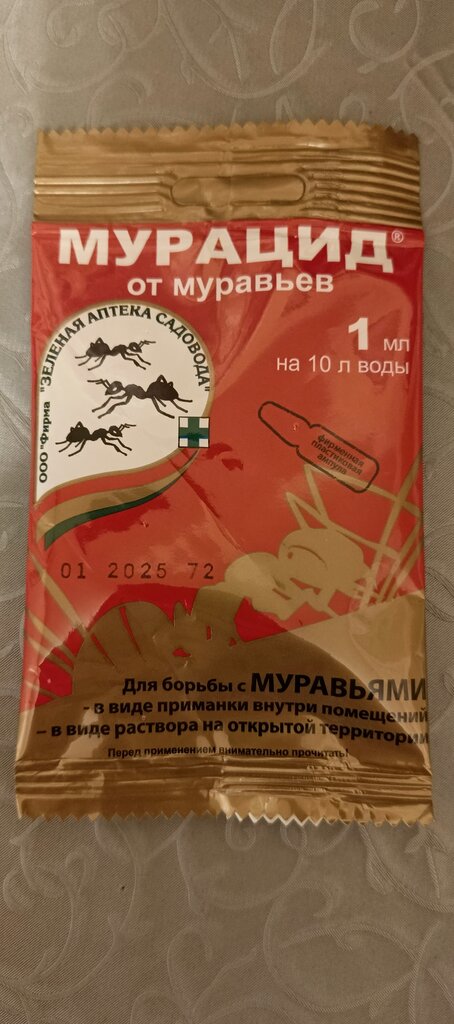 МУРАЦИД®
от муравьев
ООО "Фирма "ЗЕЛЕНАЯ АПТЕКА САДОВОДА"
1 мл
на 10 л воды
фирменная
пластиковая
ампула
01 2025 72
Для борьбы с МУРАВЬЯМИ
- в виде приманки внутри помещений
– в виде раствора на открытой территории
Перед применением внимательно прочитать!